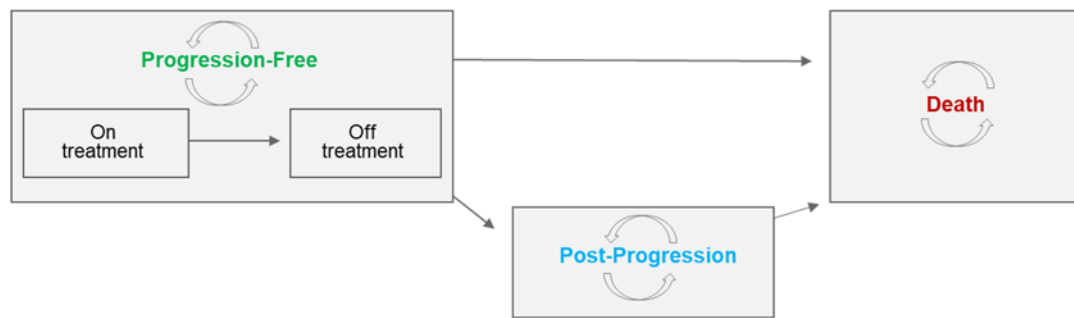 Progression-Free
On
treatment
Off
treatment
Death
Post-Progression